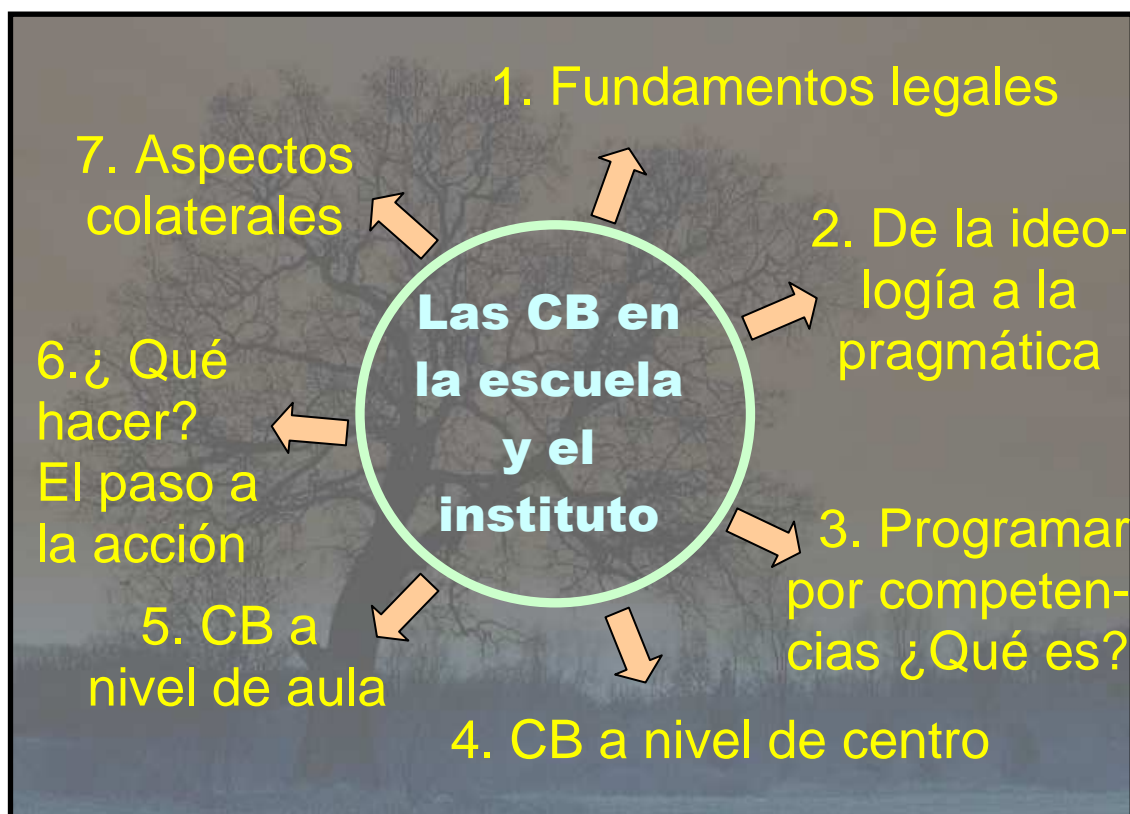 Las CB en
la escuela
y el
instituto
1. Fundamentos legales
2. De la ideo-
logía a la
pragmática
3. Programar
por competen-
cias ¿Qué es?
4. CB a nivel de centro
5. CB a
nivel de aula
6.¿ Qué
hacer?
El paso a
la acción
7. Aspectos
colaterales